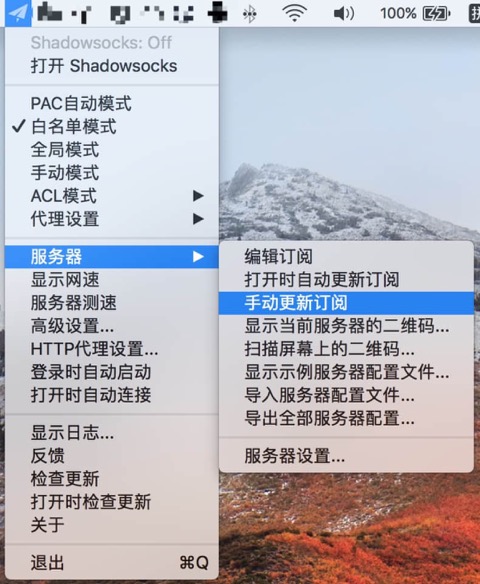 100%
Shadowsocks: Off
打开 Shadowsocks
PAC自动模式
白名单模式
全局模式
手动模式
ACL模式
代理设置
服务器
显示网速
服务器测速
高级设置...
HTTP代理设置...
登录时自动启动
打开时自动连接
显示日志...
反馈
检查更新
打开时检查更新
关于
退出 ⌘Q
编辑订阅
打开时自动更新订阅
手动更新订阅
显示当前服务器的二维码...
扫描屏幕上的二维码...
显示示例服务器配置文件...
导入服务器配置文件...
导出全部服务器配置...
服务器设置...